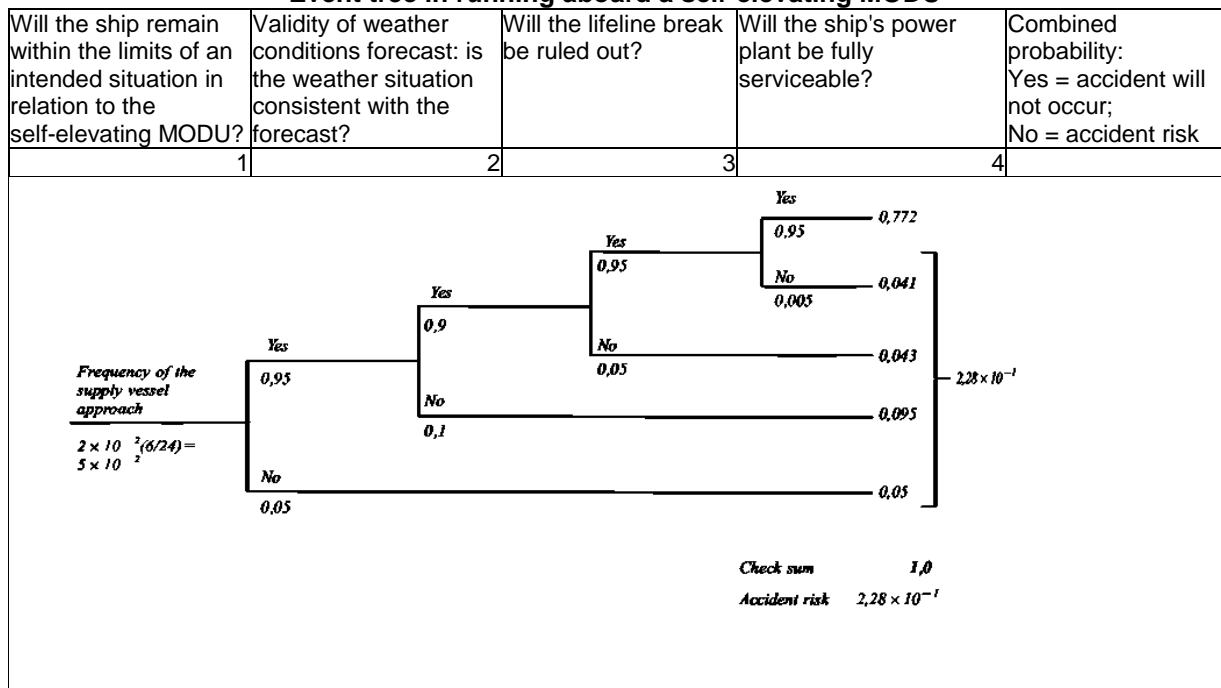 Event tree in running aboard a self-elevating MODU
Will the ship remain
within the limits of an
intended situation in
relation to the
self-elevating MODU?
Validity of weather
conditions forecast: is
the weather situation
consistent with the
forecast?
Will the lifeline break
be ruled out?
Will the ship's power
plant be fully
serviceable?
Combined
probability:
Yes = accident will
not occur;
No = accident risk
1
2
3
4
Yes
0,95
0,772
Yes
0,95
No
0,005
0,041
Yes
0,9
No
0,05
0,043
Yes
0,95
2,28 × 10⁻¹
Frequency of the
supply vessel
approach
2 × 10 ²(6/24) =
5 × 10 ²
No
0,1
0,095
No
0,05
0,05
Check sum 1,0
Accident risk 2,28 × 10⁻¹